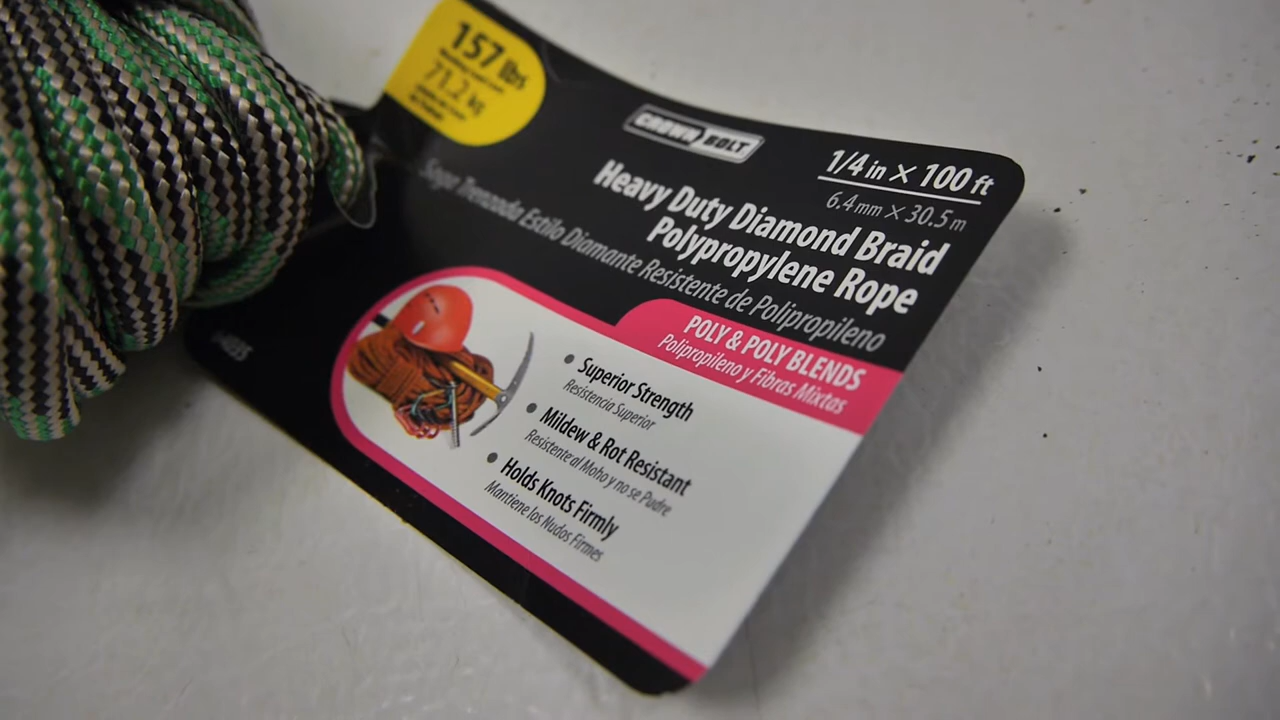 157 lbs
71.2 kg
CROWN BOLT
1/4 in × 100 ft
6.4 mm × 30.5 m
Heavy Duty Diamond Braid
Polypropylene Rope
Soga Trenzada Estilo Diamante Resistente de Polipropileno
POLY & POLY BLENDS
Polipropileno y Fibras Mixtas
Superior Strength
Resistencia Superior
Mildew & Rot Resistant
Resistente al Moho y no se Pudre
Holds Knots Firmly
Mantiene los Nudos Firmes